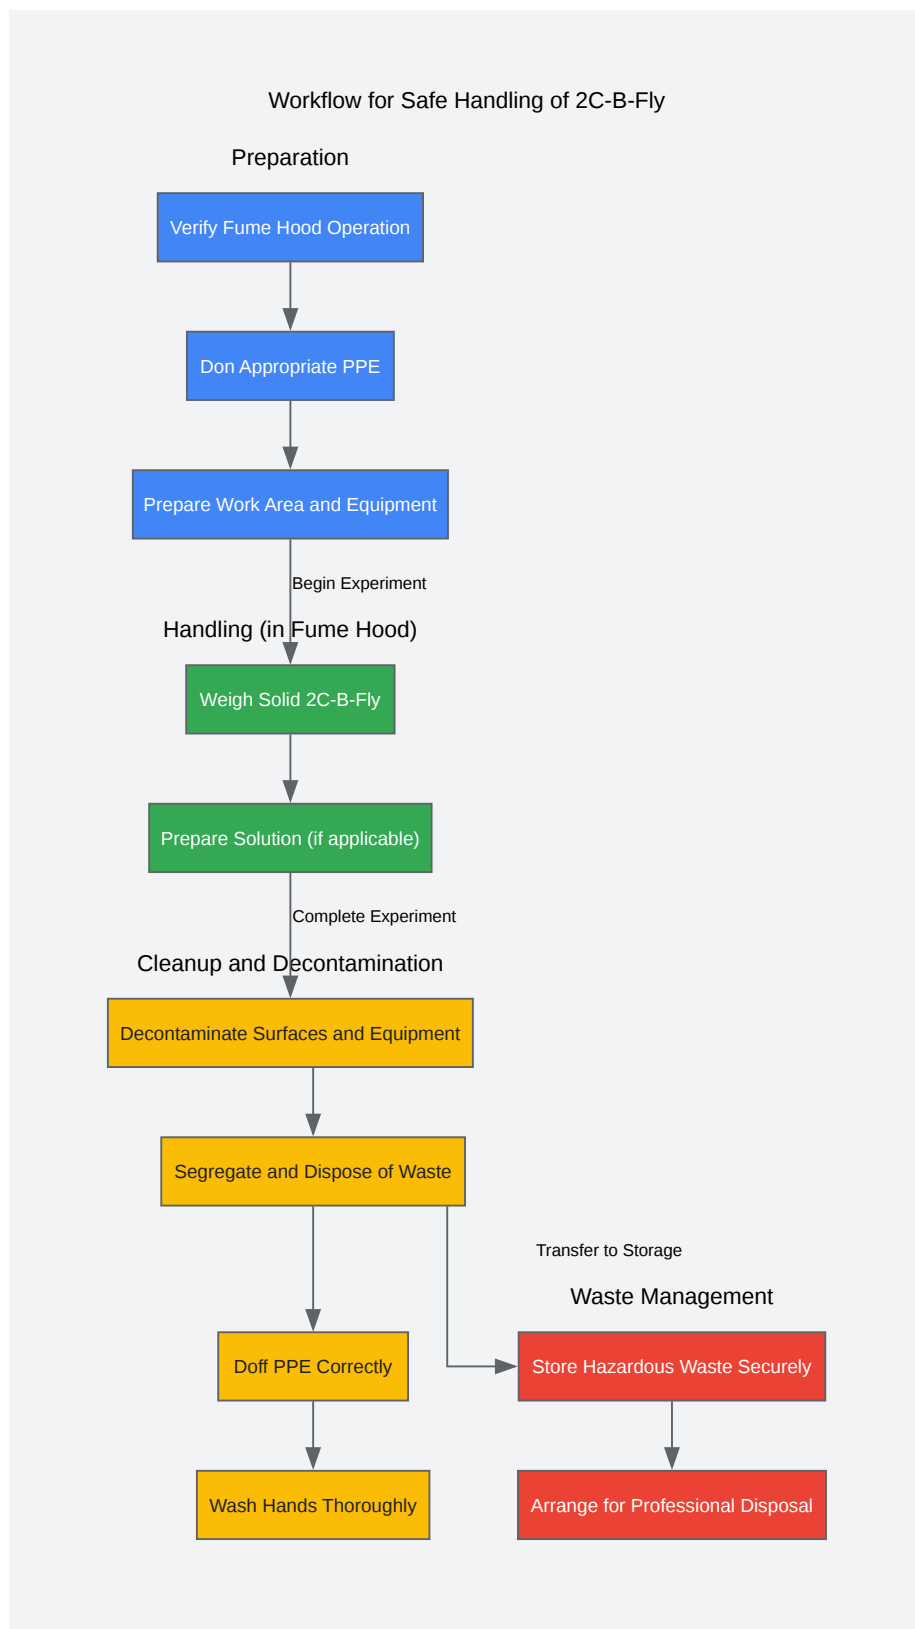 Workflow for Safe Handling of 2C-B-Fly
Preparation
Verify Fume Hood Operation
Don Appropriate PPE
Prepare Work Area and Equipment
Begin Experiment
Handling (in Fume Hood)
Weigh Solid 2C-B-Fly
Prepare Solution (if applicable)
Complete Experiment
Cleanup and Decontamination
Decontaminate Surfaces and Equipment
Segregate and Dispose of Waste
Transfer to Storage
Waste Management
Doff PPE Correctly
Store Hazardous Waste Securely
Wash Hands Thoroughly
Arrange for Professional Disposal